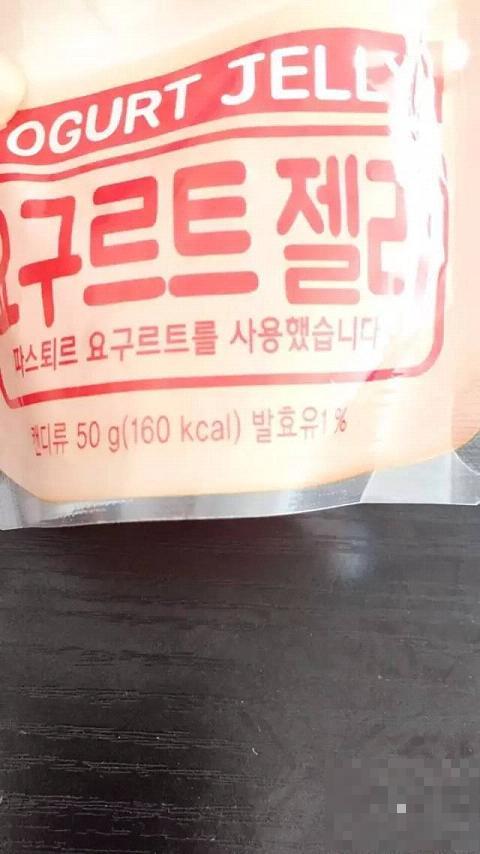 OGURT JELLY
요구르트 젤리
파스퇴르 요구르트를 사용했습니다
캔디류 50 g(160 kcal) 발효유1 %